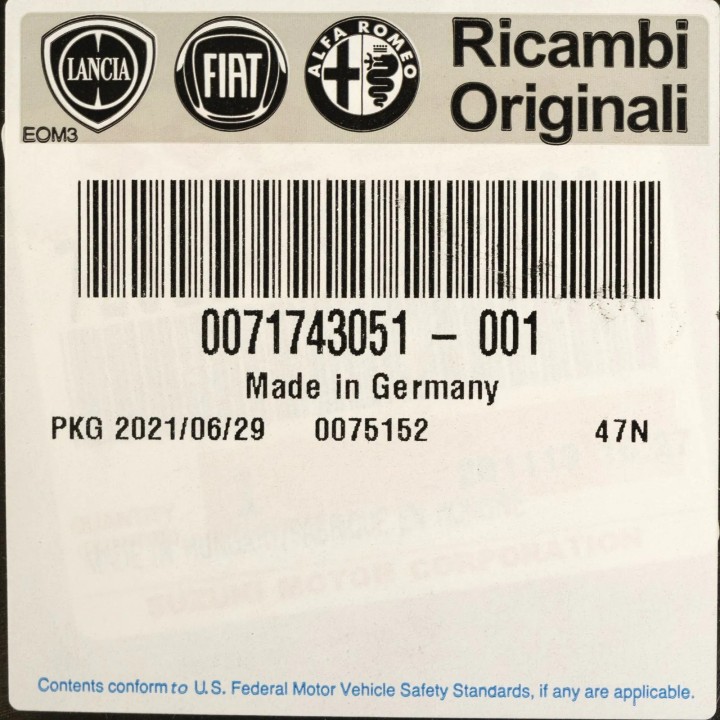 LANCIA
FIAT
ALFA ROMEO
Ricambi
Originali
EOM3
0071743051 - 001
Made in Germany
PKG 2021/06/29 0075152 47N
SUZUKI MOTOR CORPORATION
Contents conform to U.S. Federal Motor Vehicle Safety Standards, if any are applicable.